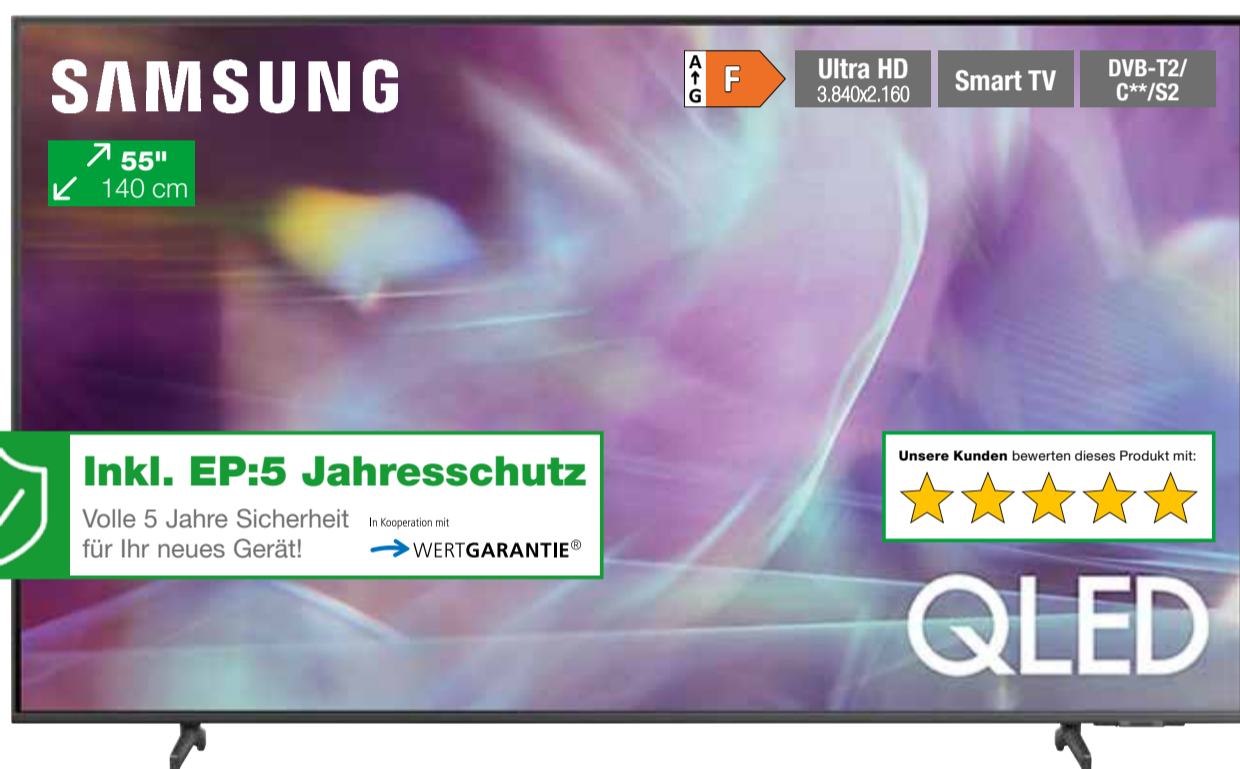 SAMSUNG
A
G
F
Ultra HD
3.840x2.160
Smart TV
DVB-T2/
C**/S2
55"
140 cm
Inkl. EP:5 Jahresschutz
Volle 5 Jahre Sicherheit
für Ihr neues Gerät!
In Kooperation mit
WERTGARANTIE®
Unsere Kunden bewerten dieses Produkt mit:
QLED